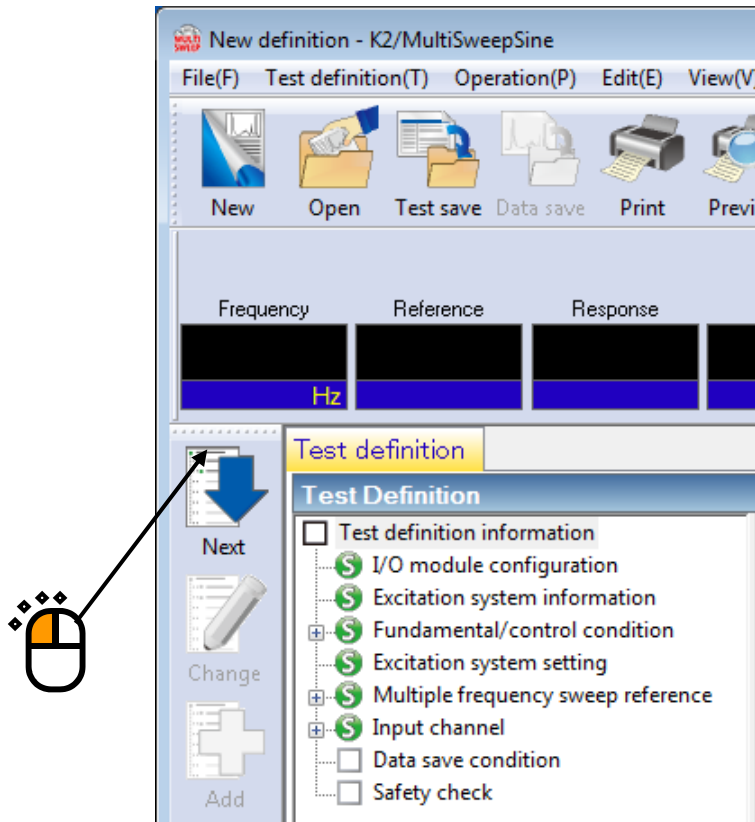 New definition - K2/MultiSweepSine
File(F) Test definition(T) Operation(P) Edit(E) View(V)
New Open Test save Data save Print Previ
Frequency Reference Response
Hz
Test definition
Test Definition
Test definition information
I/O module configuration
Next
Excitation system information
Fundamental/control condition
Excitation system setting
Change
Multiple frequency sweep reference
Input channel
Data save condition
Safety check
Add